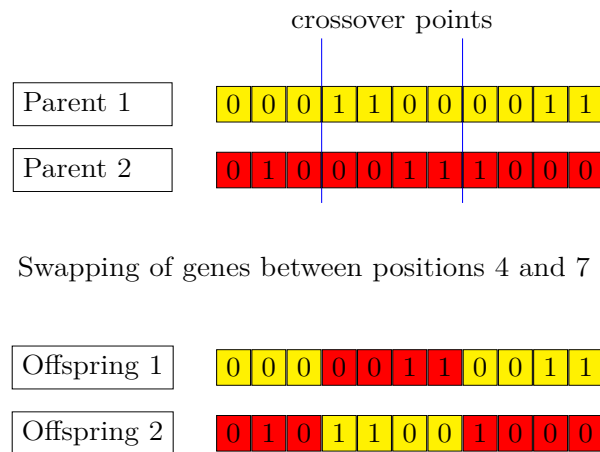 crossover points
Parent 1 0 0 0 1 1 0 0 0 0 1 1
Parent 2 0 1 0 0 0 1 1 1 0 0 0
Swapping of genes between positions 4 and 7
Offspring 1 0 0 0 0 0 1 1 0 0 1 1
Offspring 2 0 1 0 1 1 0 0 1 0 0 0